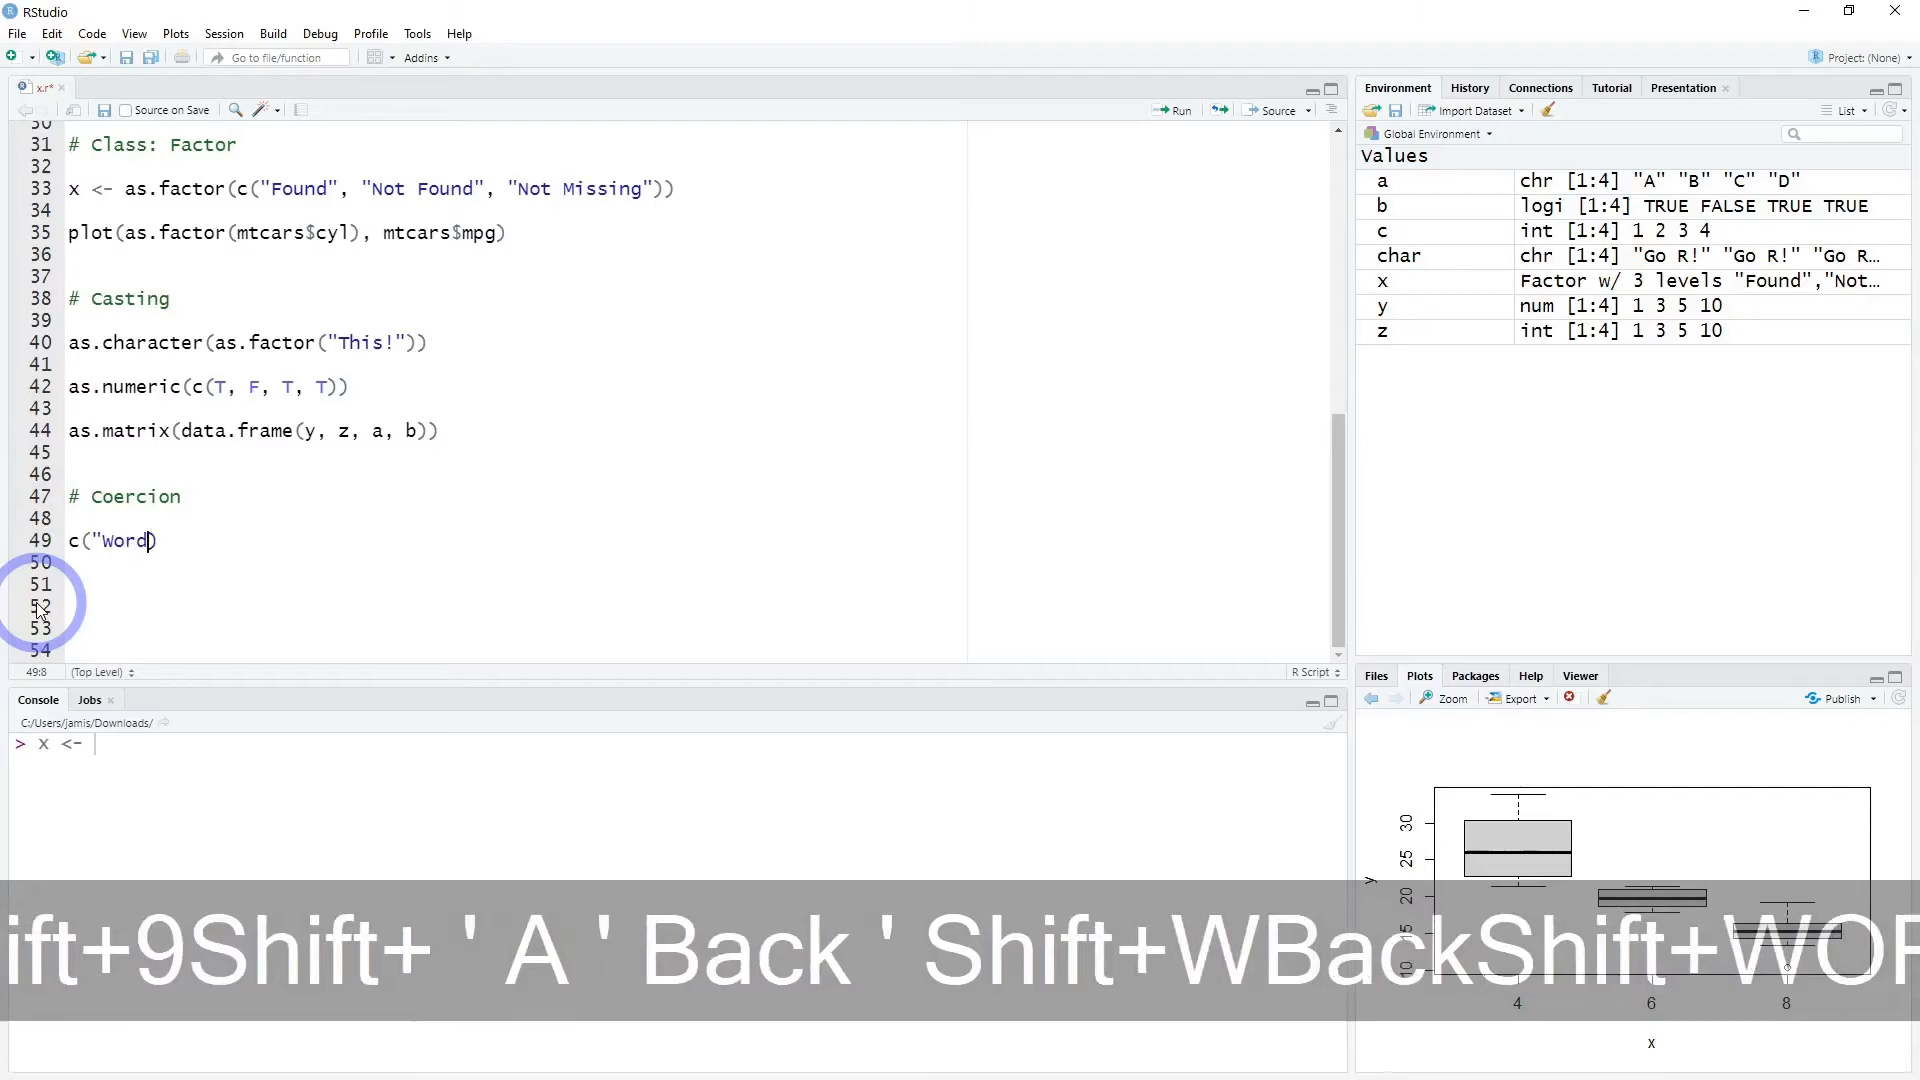 RStudio
File Edit Code View Plots Session Build Debug Profile Tools Help
Go to file/function Addins Project: (None)
x.r*
Source on Save Run Source
30
31 # Class: Factor
32
33 x <- as.factor(c("Found", "Not Found", "Not Missing"))
34
35 plot(as.factor(mtcars$cyl), mtcars$mpg)
36
37
38 # Casting
39
40 as.character(as.factor("This!"))
41
42 as.numeric(c(T, F, T, T))
43
44 as.matrix(data.frame(y, z, a, b))
45
46
47 # Coercion
48
49 c("Word)
50
51
52
53
54
49:8 (Top Level) R Script
Console Jobs
C:/Users/jamis/Downloads/
> x <-
Environment History Connections Tutorial Presentation
Import Dataset List
Global Environment
Values
a chr [1:4] "A" "B" "C" "D"
b logi [1:4] TRUE FALSE TRUE TRUE
c int [1:4] 1 2 3 4
char chr [1:4] "Go R!" "Go R!" "Go R…
x Factor w/ 3 levels "Found","Not…
y num [1:4] 1 3 5 10
z int [1:4] 1 3 5 10
Files Plots Packages Help Viewer
Zoom Export Publish
30
25
20
15
10
y
4 6 8
x
ift+9Shift+ ' A ' Back ' Shift+WBackShift+WOR